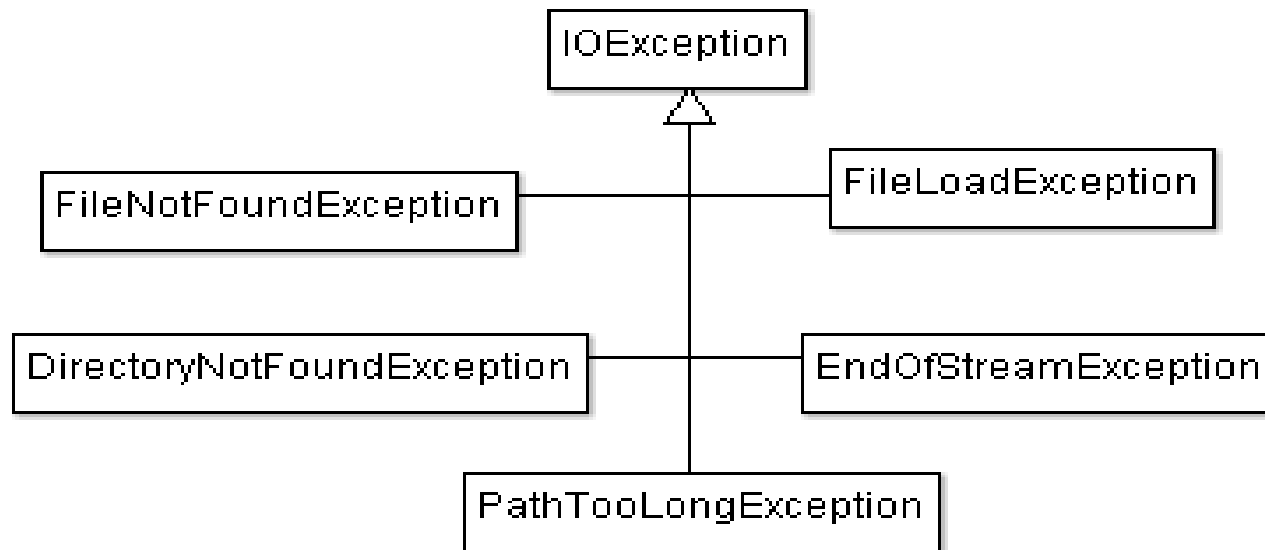 IOException
FileNotFoundException
FileLoadException
DirectoryNotFoundException
EndOfStreamException
PathTooLongException